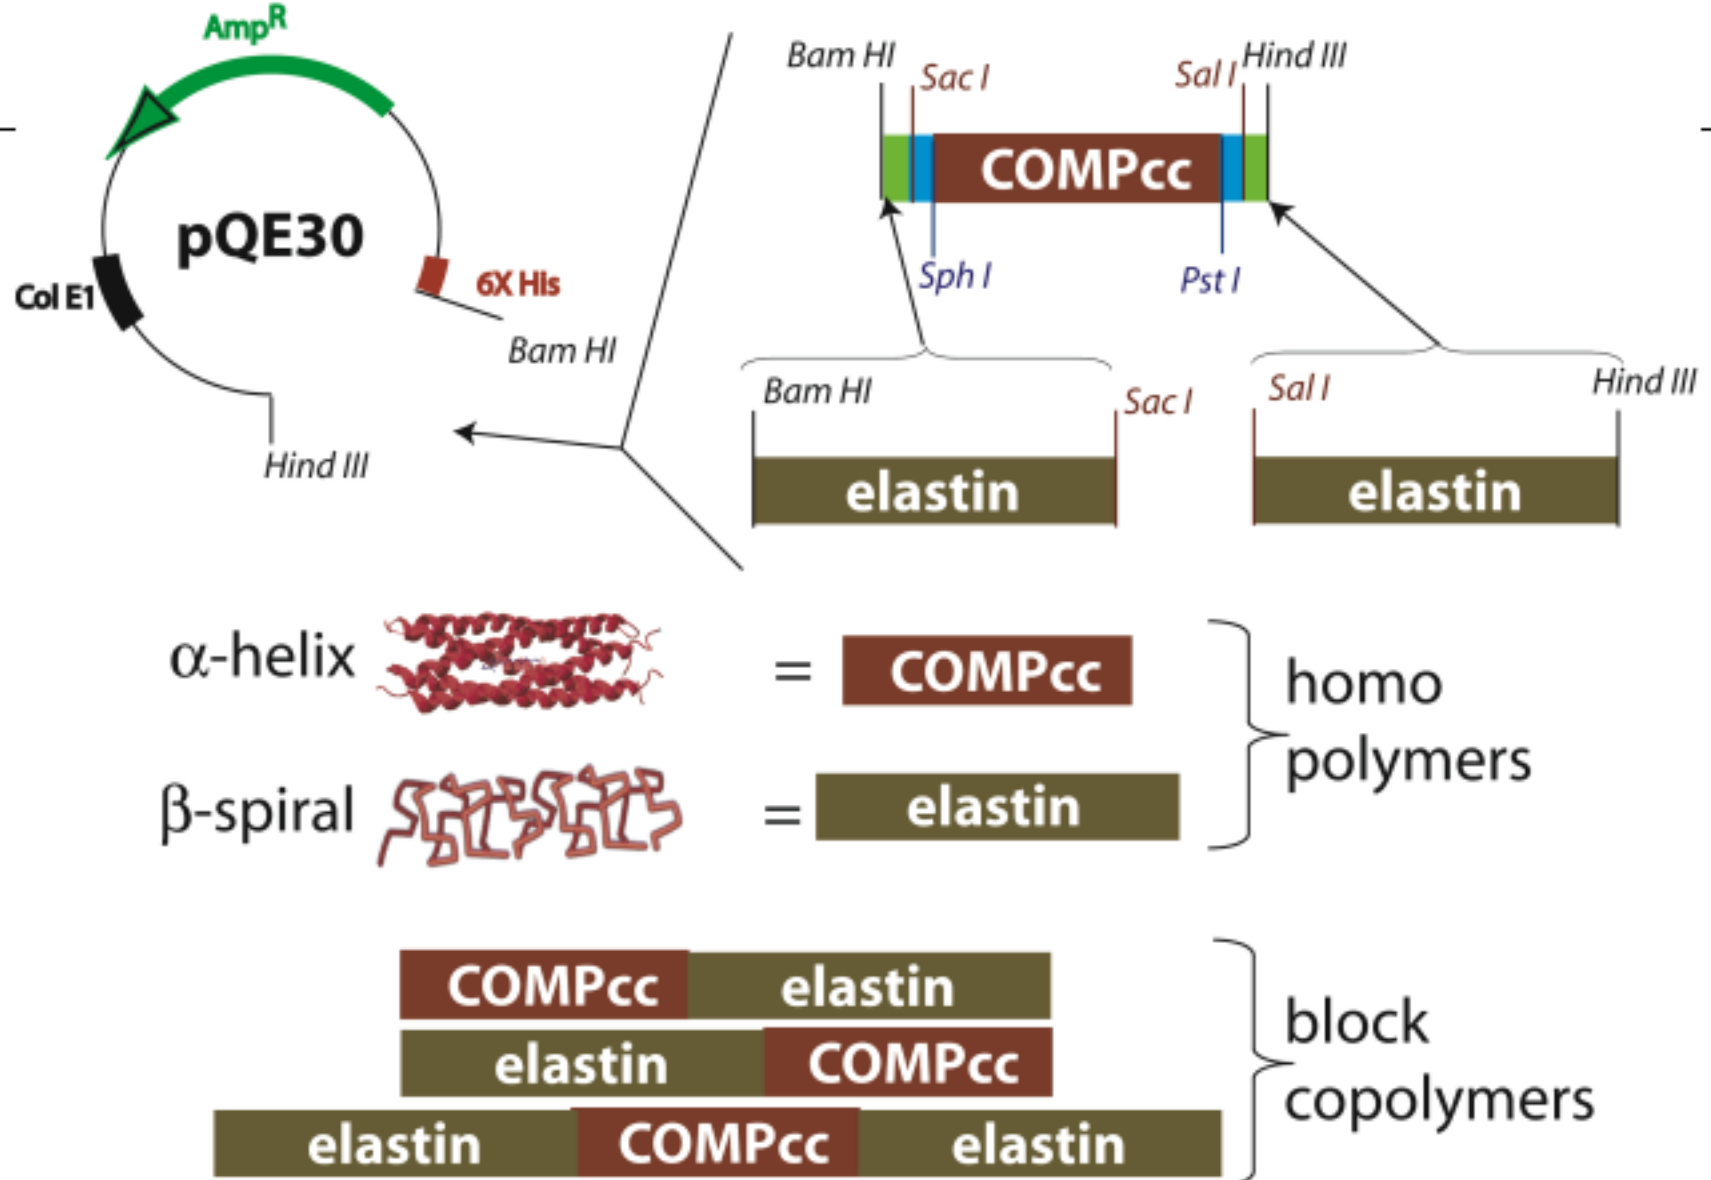 Amp^R
pQE30
Col E1
6X His
Bam HI
Hind III
Bam HI
Sac I
Sal I
Hind III
COMPcc
Sph I
Pst I
Bam HI
Sac I
Sal I
Hind III
elastin
elastin
α-helix
=
COMPcc
β-spiral
=
elastin
homo
polymers
COMPcc elastin
elastin COMPcc
elastin COMPcc elastin
block
copolymers